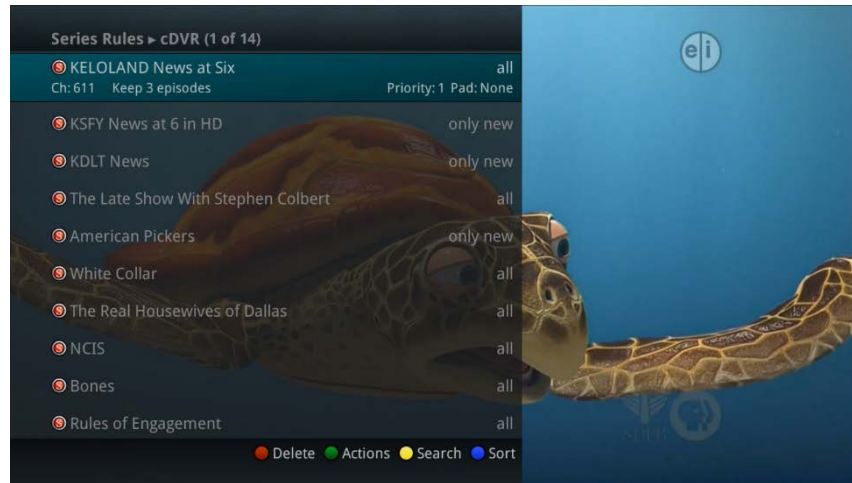 Series Rules ▸ cDVR (1 of 14)
S KELOLAND News at Six all
Ch: 611 Keep 3 episodes Priority: 1 Pad: None
S KSFY News at 6 in HD only new
S KDLT News only new
S The Late Show With Stephen Colbert all
S American Pickers only new
S White Collar all
S The Real Housewives of Dallas all
S NCIS all
S Bones all
S Rules of Engagement all
Delete Actions Search Sort
e i